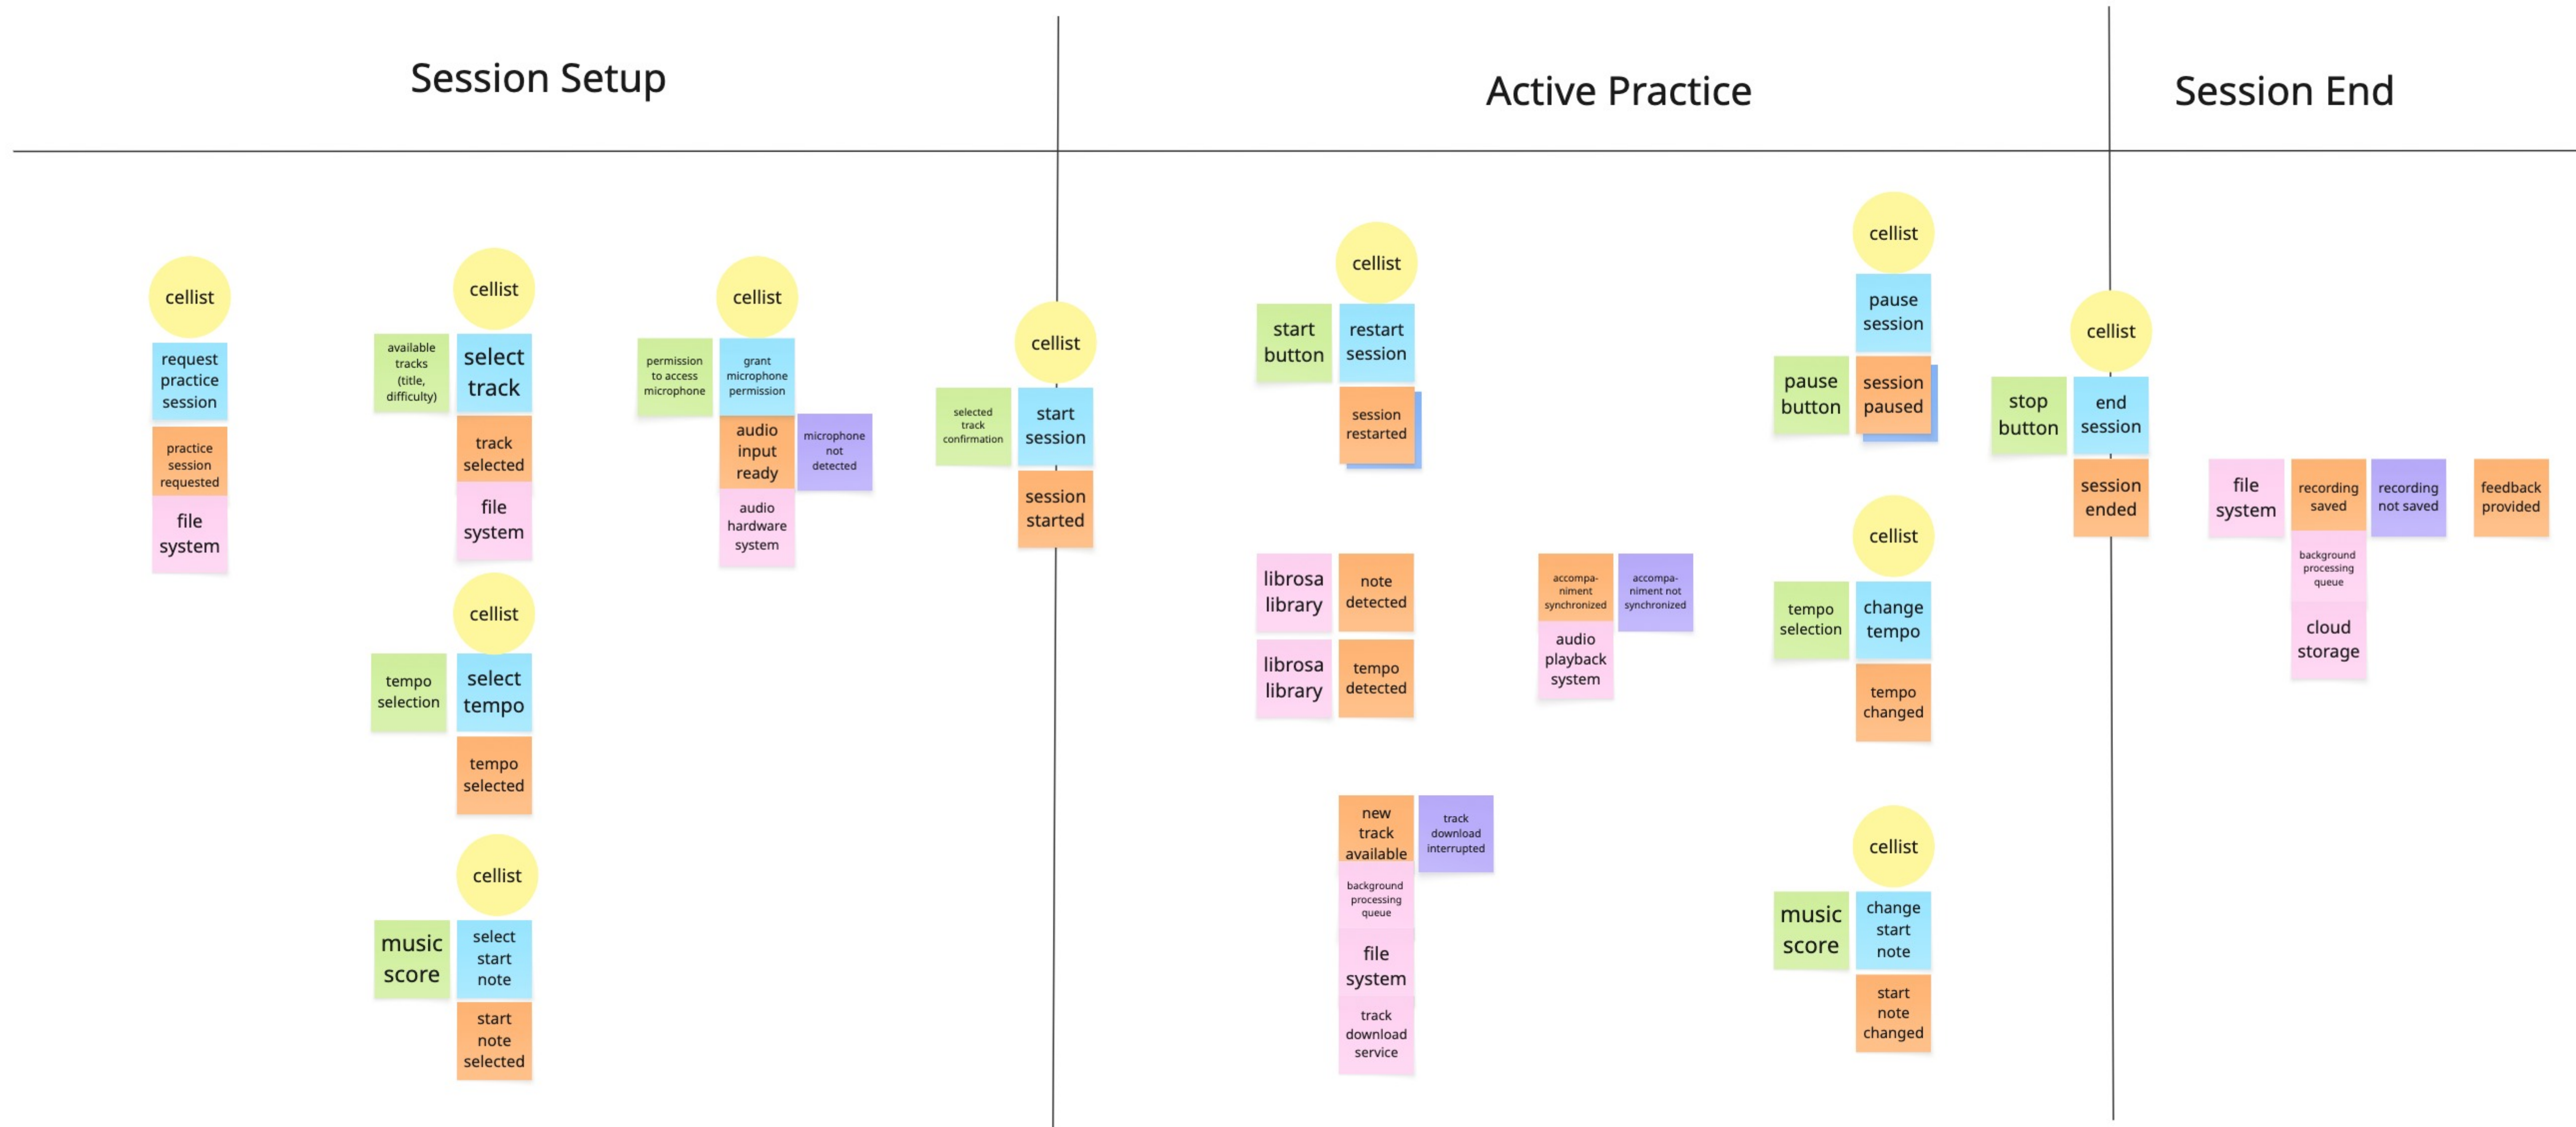 Session Setup
Active Practice
Session End
cellist
request
practice
session
practice
session
requested
file
system
cellist
available
tracks
(title,
difficulty)
select
track
track
selected
file
system
cellist
tempo
selection
select
tempo
tempo
selected
cellist
music
score
select
start
note
start
note
selected
cellist
permission
to access
microphone
grant
microphone
permission
audio
input
ready
microphone
not
detected
audio
hardware
system
cellist
selected
track
confirmation
start
session
session
started
cellist
start
button
restart
session
session
restarted
librosa
library
note
detected
librosa
library
tempo
detected
accompa-
niment
synchronized
accompa-
niment not
synchronized
audio
playback
system
new
track
available
track
download
interrupted
background
processing
queue
file
system
track
download
service
cellist
pause
session
pause
button
session
paused
cellist
tempo
selection
change
tempo
tempo
changed
cellist
music
score
change
start
note
start
note
changed
cellist
stop
button
end
session
session
ended
file
system
recording
saved
recording
not saved
feedback
provided
background
processing
queue
cloud
storage